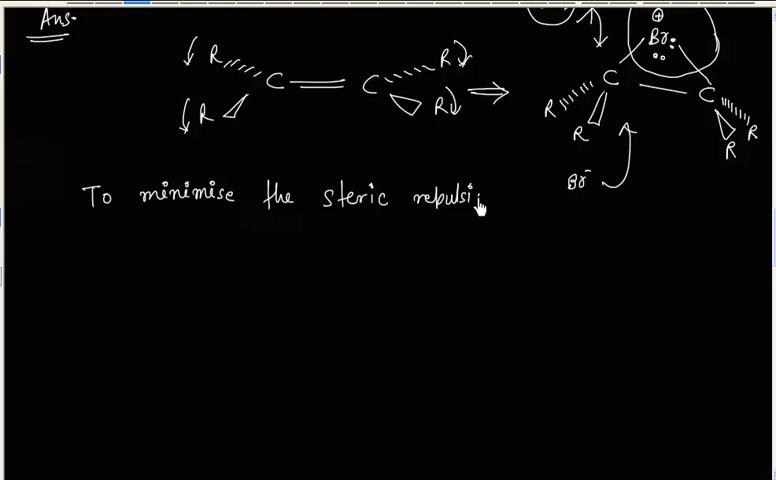 Ans.
⊕
R R Br:
C = C ⇒ C C
R R R R
R R
Br⁻
To minimise the steric repulsi